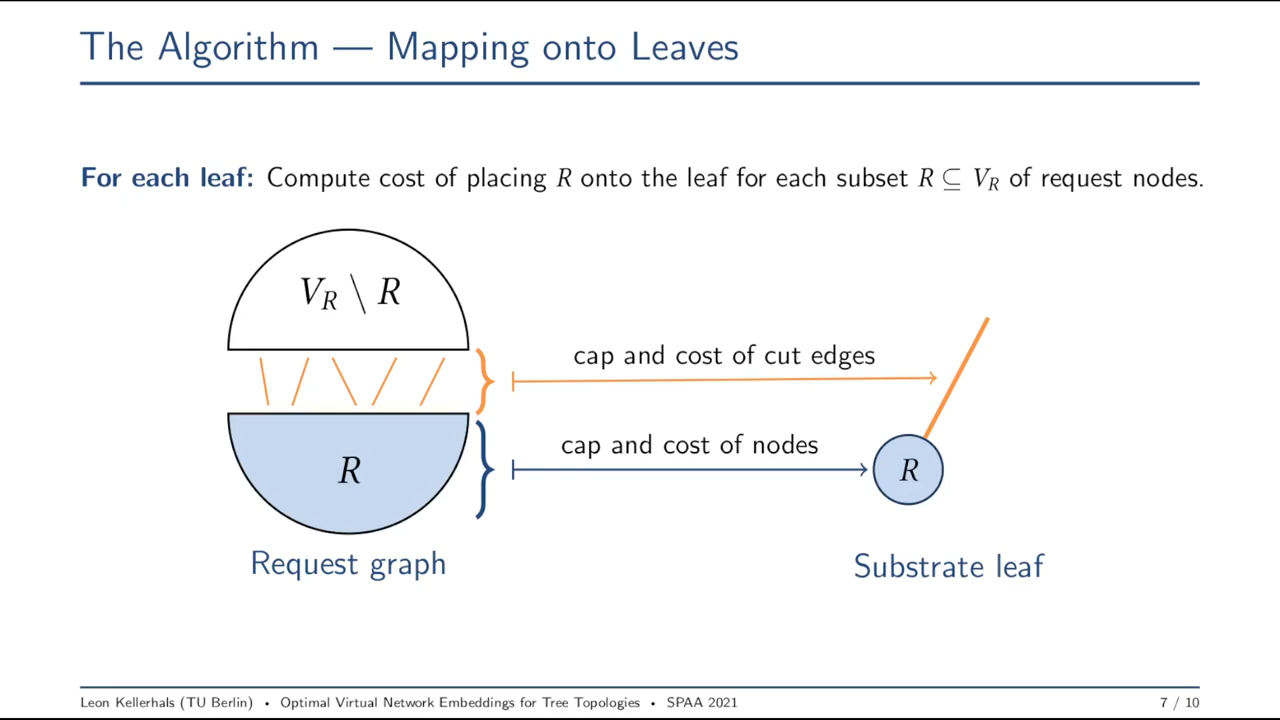 The Algorithm — Mapping onto Leaves
For each leaf: Compute cost of placing R onto the leaf for each subset R ⊆ V_R of request nodes.
V_R \ R
cap and cost of cut edges
cap and cost of nodes
R
R
Request graph
Substrate leaf
Leon Kellerhals (TU Berlin) • Optimal Virtual Network Embeddings for Tree Topologies • SPAA 2021
7 / 10